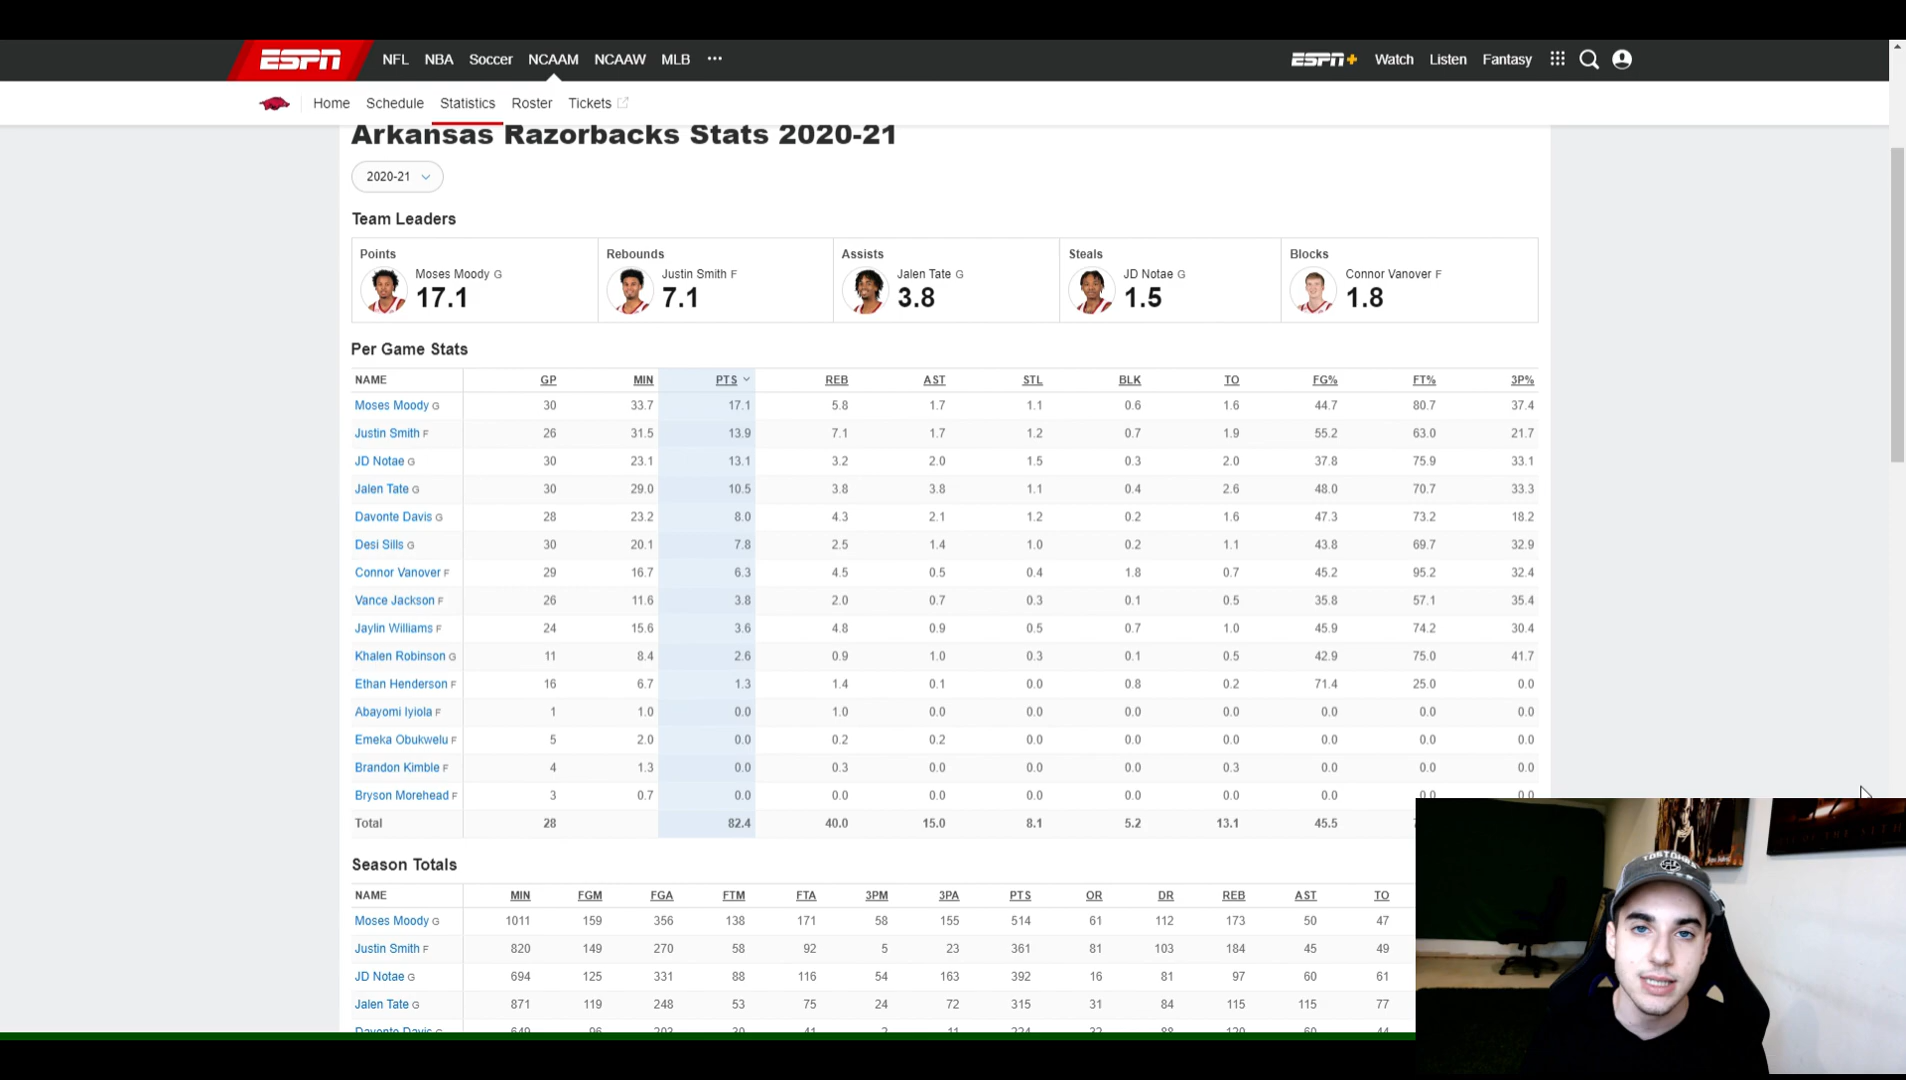 ESPN NFL NBA Soccer NCAAM NCAAW MLB ··· ESPN+ Watch Listen Fantasy
Home Schedule Statistics Roster Tickets
Arkansas Razorbacks Stats 2020-21
2020-21
Team Leaders
Points Rebounds Assists Steals Blocks
Moses Moody G Justin Smith F Jalen Tate G JD Notae G Connor Vanover F
17.1 7.1 3.8 1.5 1.8
Per Game Stats
NAME GP MIN PTS REB AST STL BLK TO FG% FT% 3P%
Moses Moody G 30 33.7 17.1 5.8 1.7 1.1 0.6 1.6 44.7 80.7 37.4
Justin Smith F 26 31.5 13.9 7.1 1.7 1.2 0.7 1.9 55.2 63.0 21.7
JD Notae G 30 23.1 13.1 3.2 2.0 1.5 0.3 2.0 37.8 75.9 33.1
Jalen Tate G 30 29.0 10.5 3.8 3.8 1.1 0.4 2.6 48.0 70.7 33.3
Davonte Davis G 28 23.2 8.0 4.3 2.1 1.2 0.2 1.6 47.3 73.2 18.2
Desi Sills G 30 20.1 7.8 2.5 1.4 1.0 0.2 1.1 43.8 69.7 32.9
Connor Vanover F 29 16.7 6.3 4.5 0.5 0.4 1.8 0.7 45.2 95.2 32.4
Vance Jackson F 26 11.6 3.8 2.0 0.7 0.3 0.1 0.5 35.8 57.1 35.4
Jaylin Williams F 24 15.6 3.6 4.8 0.9 0.5 0.7 1.0 45.9 74.2 30.4
Khalen Robinson G 11 8.4 2.6 0.9 1.0 0.3 0.1 0.5 42.9 75.0 41.7
Ethan Henderson F 16 6.7 1.3 1.4 0.1 0.0 0.8 0.2 71.4 25.0 0.0
Abayomi Iyiola F 1 1.0 0.0 1.0 0.0 0.0 0.0 0.0 0.0 0.0 0.0
Emeka Obukwelu F 5 2.0 0.0 0.2 0.2 0.0 0.0 0.0 0.0 0.0 0.0
Brandon Kimble F 4 1.3 0.0 0.3 0.0 0.0 0.0 0.3 0.0 0.0 0.0
Bryson Morehead F 3 0.7 0.0 0.0 0.0 0.0 0.0 0.0 0.0 0.0 0.0
Total 28 82.4 40.0 15.0 8.1 5.2 13.1 45.5
Season Totals
NAME MIN FGM FGA FTM FTA 3PM 3PA PTS OR DR REB AST TO
Moses Moody G 1011 159 356 138 171 58 155 514 61 112 173 50 47
Justin Smith F 820 149 270 58 92 5 23 361 81 103 184 45 49
JD Notae G 694 125 331 88 116 54 163 392 16 81 97 60 61
Jalen Tate G 871 119 248 53 75 24 72 315 31 84 115 115 77
Davonte Davis G 649 96 203 30 41 2 11 224 32 88 120 60 44